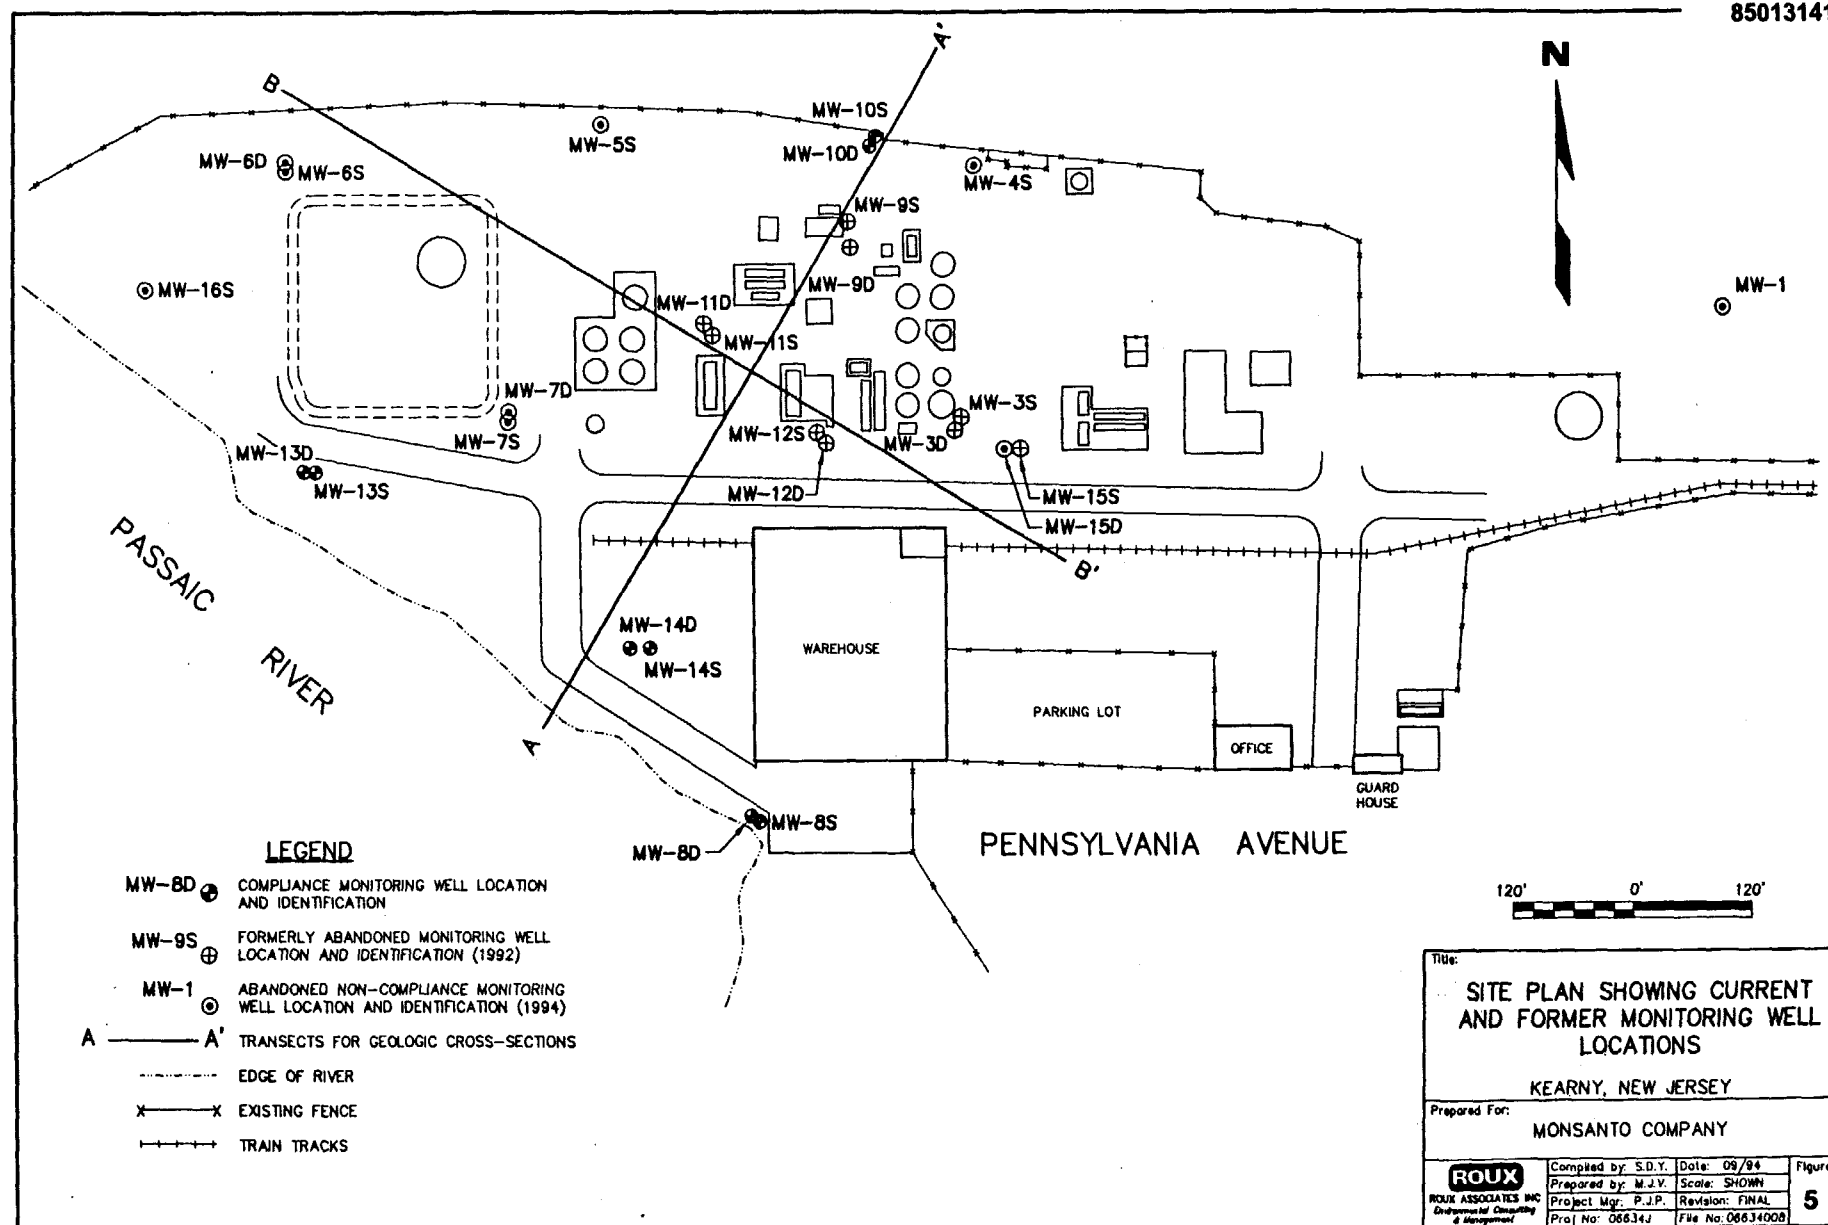 85013141
N
A'
B
MW-10S
MW-5S
MW-10D
MW-6D
MW-6S
MW-4S
MW-9S
MW-16S
MW-9D
MW-11D
MW-1
MW-11S
MW-7D
MW-3S
MW-7S
MW-12S
MW-3D
MW-13D
MW-13S
MW-12D
MW-15S
MW-15D
B'
PASSAIC
RIVER
MW-14D
MW-14S
WAREHOUSE
PARKING LOT
OFFICE
A
GUARD
HOUSE
MW-8S
MW-8D
PENNSYLVANIA AVENUE
LEGEND
MW-8D COMPLIANCE MONITORING WELL LOCATION
AND IDENTIFICATION
MW-9S FORMERLY ABANDONED MONITORING WELL
LOCATION AND IDENTIFICATION (1992)
MW-1 ABANDONED NON-COMPLIANCE MONITORING
WELL LOCATION AND IDENTIFICATION (1994)
A A' TRANSECTS FOR GEOLOGIC CROSS-SECTIONS
EDGE OF RIVER
EXISTING FENCE
TRAIN TRACKS
120' 0' 120'
Title:
SITE PLAN SHOWING CURRENT
AND FORMER MONITORING WELL
LOCATIONS
KEARNY, NEW JERSEY
Prepared For:
MONSANTO COMPANY
ROUX
ROUX ASSOCIATES INC
Environmental Consulting
& Management
Compiled by: S.D.Y. Date: 09/94
Prepared by: M.J.V. Scale: SHOWN
Project Mgr: P.J.P. Revision: FINAL
Proj No: 06634J File No: 06634008
Figure
5